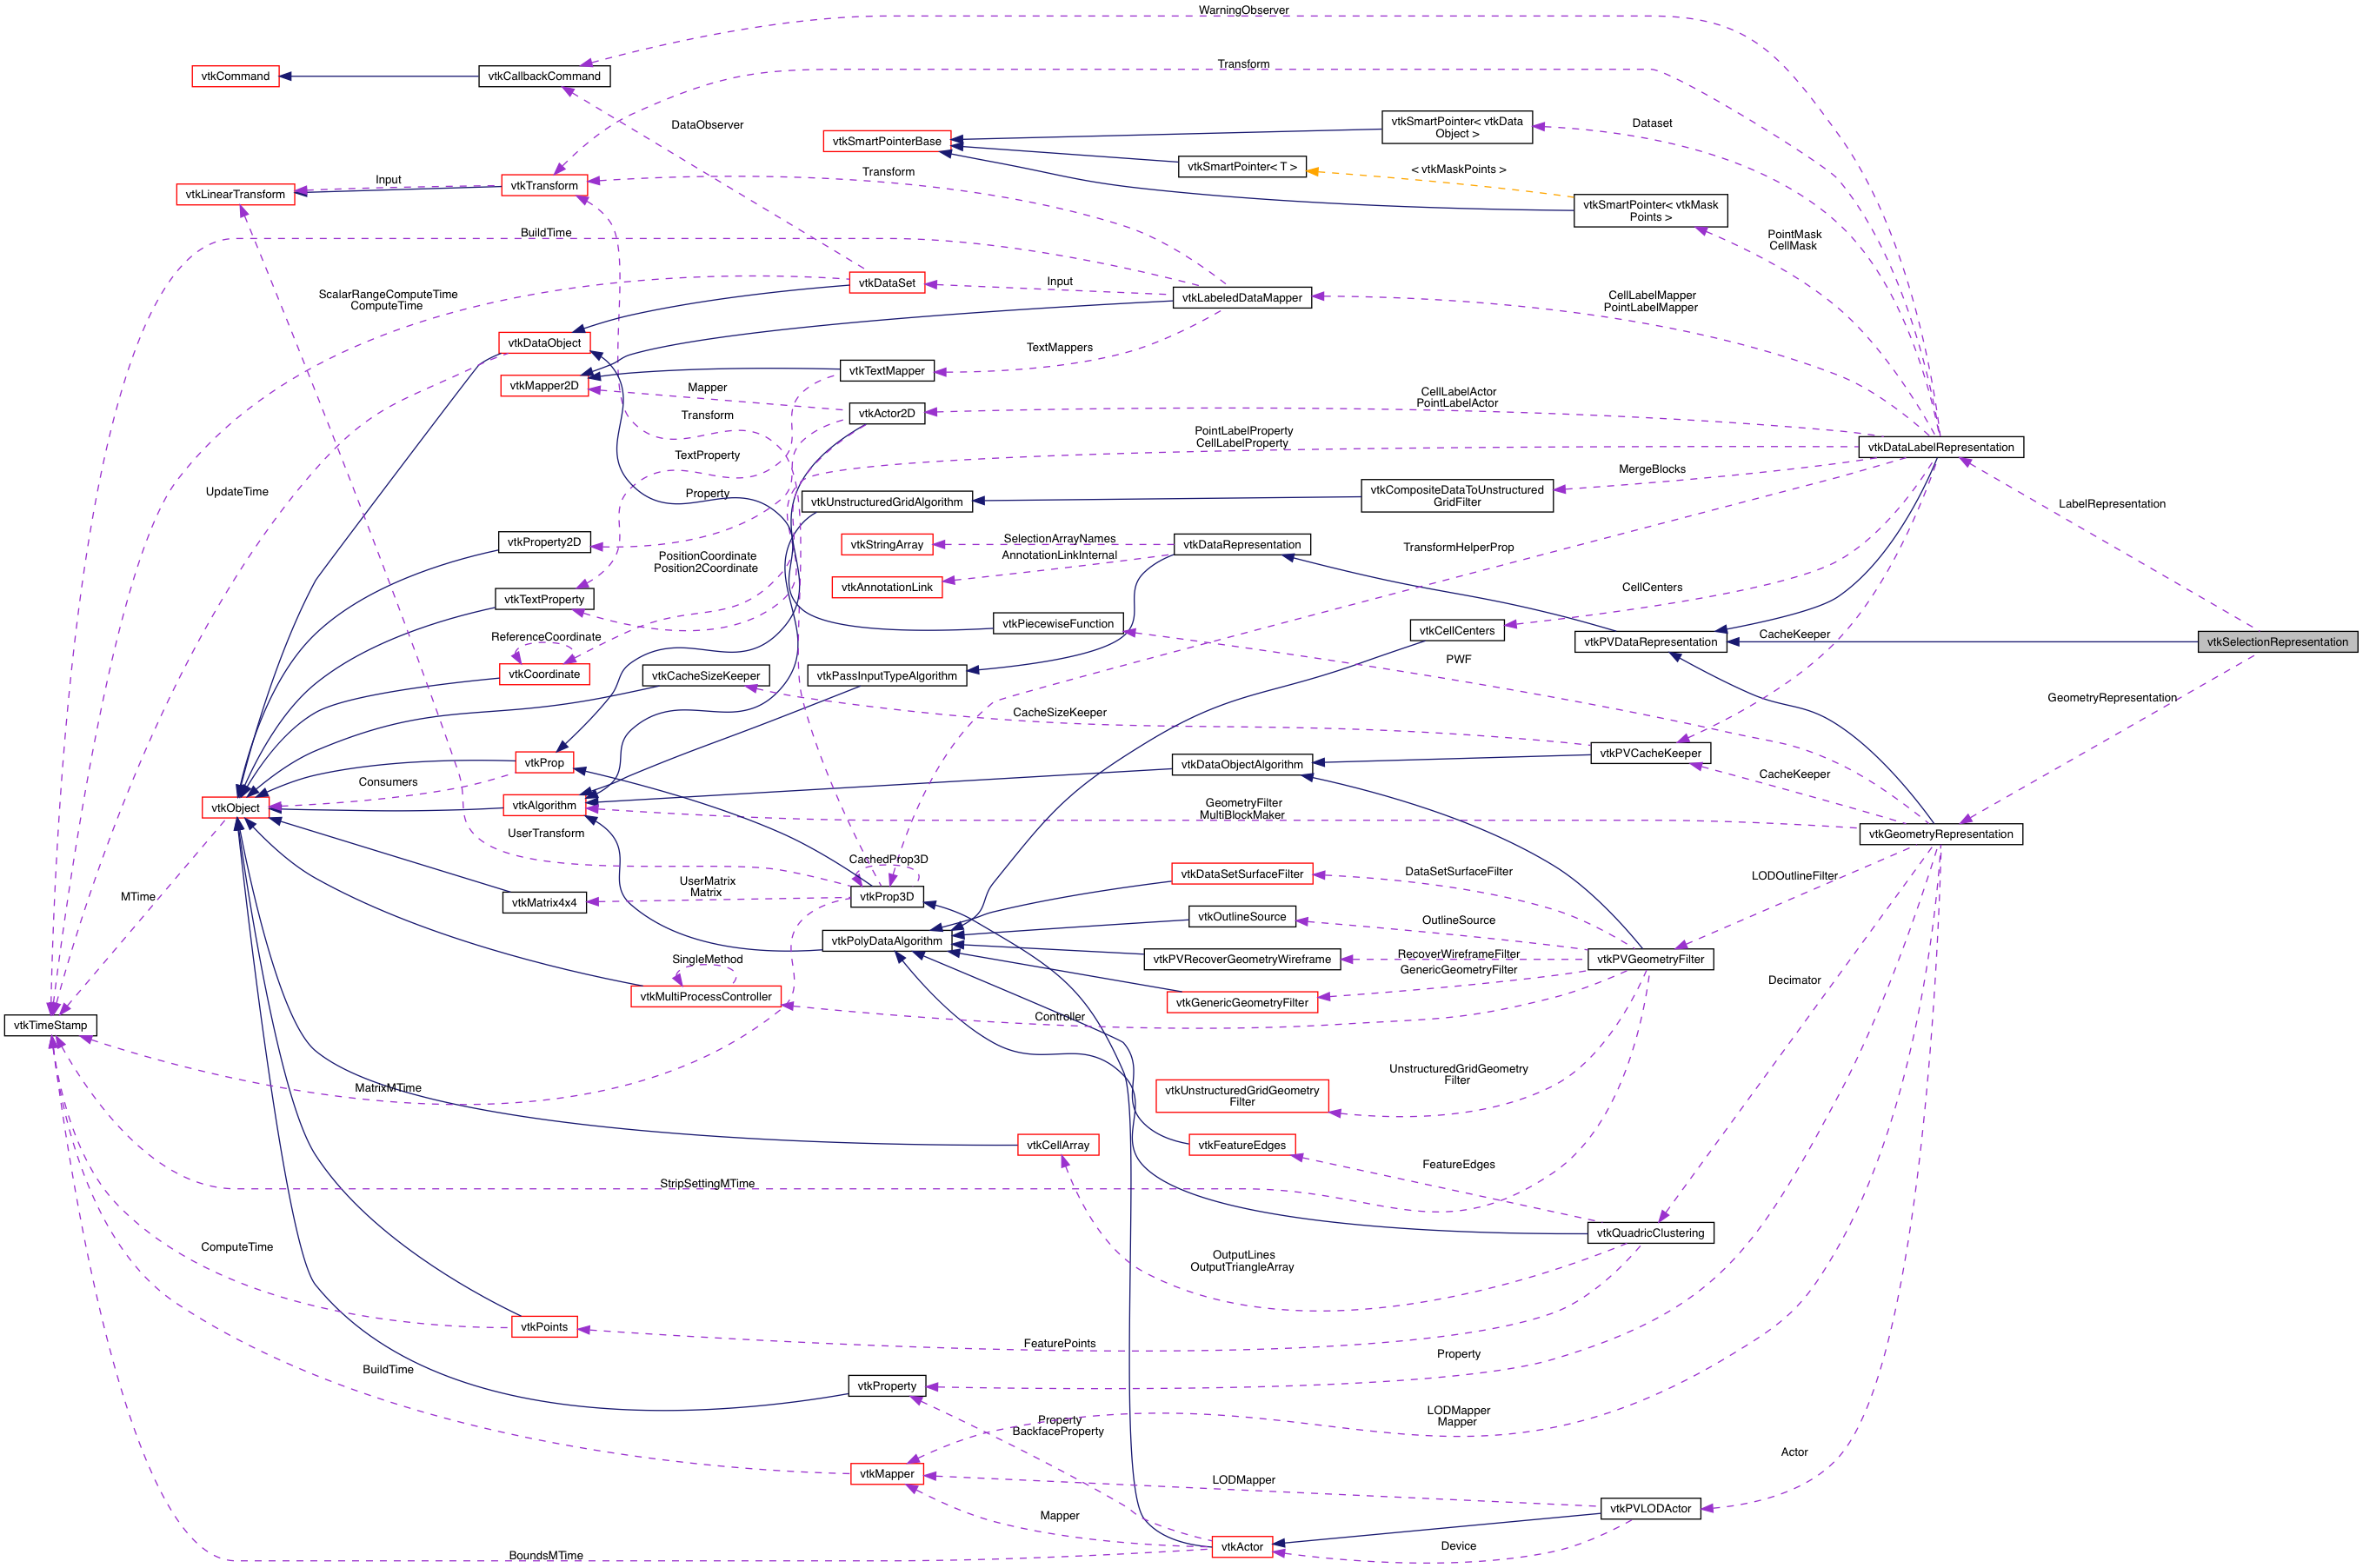 WarningObserver
vtkCommand
vtkCallbackCommand
Transform
DataObserver
vtkSmartPointer< vtkData
Object >
Dataset
vtkSmartPointerBase
vtkSmartPointer< T >
< vtkMaskPoints >
vtkLinearTransform
Input
vtkTransform
Transform
vtkSmartPointer< vtkMask
Points >
BuildTime
PointMask
CellMask
ScalarRangeComputeTime
ComputeTime
vtkDataSet
Input
vtkLabeledDataMapper
CellLabelMapper
PointLabelMapper
vtkDataObject
TextMappers
vtkMapper2D
Mapper
vtkTextMapper
Transform
vtkActor2D
CellLabelActor
PointLabelActor
PointLabelProperty
CellLabelProperty
vtkDataLabelRepresentation
TextProperty
MergeBlocks
UpdateTime
Property
vtkUnstructuredGridAlgorithm
vtkCompositeDataToUnstructured
GridFilter
LabelRepresentation
vtkProperty2D
vtkStringArray
SelectionArrayNames
vtkDataRepresentation
TransformHelperProp
PositionCoordinate
Position2Coordinate
AnnotationLinkInternal
vtkAnnotationLink
CellCenters
vtkTextProperty
vtkPiecewiseFunction
vtkCellCenters
ReferenceCoordinate
vtkPVDataRepresentation
CacheKeeper
vtkSelectionRepresentation
vtkCoordinate
vtkCacheSizeKeeper
vtkPassInputTypeAlgorithm
PWF
GeometryRepresentation
CacheSizeKeeper
vtkProp
vtkDataObjectAlgorithm
vtkPVCacheKeeper
Consumers
CacheKeeper
vtkObject
vtkAlgorithm
GeometryFilter
MultiBlockMaker
vtkGeometryRepresentation
UserTransform
CachedProp3D
MTime
vtkMatrix4x4
UserMatrix
Matrix
vtkProp3D
vtkDataSetSurfaceFilter
DataSetSurfaceFilter
LODOutlineFilter
vtkOutlineSource
OutlineSource
vtkPolyDataAlgorithm
SingleMethod
vtkPVRecoverGeometryWireframe
RecoverWireframeFilter
vtkPVGeometryFilter
GenericGeometryFilter
vtkMultiProcessController
vtkGenericGeometryFilter
Decimator
vtkTimeStamp
Controller
MatrixMTime
vtkUnstructuredGridGeometry
Filter
UnstructuredGridGeometry
Filter
vtkCellArray
vtkFeatureEdges
FeatureEdges
StripSettingMTime
vtkQuadricClustering
ComputeTime
OutputLines
OutputTriangleArray
vtkPoints
FeaturePoints
BuildTime
vtkProperty
Property
Property
BackfaceProperty
LODMapper
Mapper
Actor
vtkMapper
LODMapper
vtkPVLODActor
Mapper
BoundsMTime
vtkActor
Device